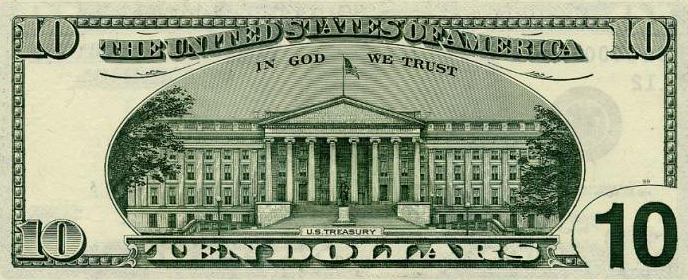 10 THE UNITED STATES OF AMERICA 10
IN GOD WE TRUST
U.S. TREASURY
10 TEN DOLLARS 10